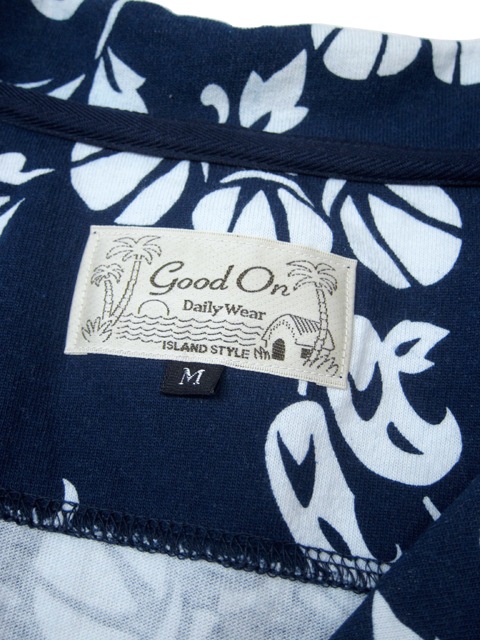 Good On
Daily Wear
ISLAND STYLE
M